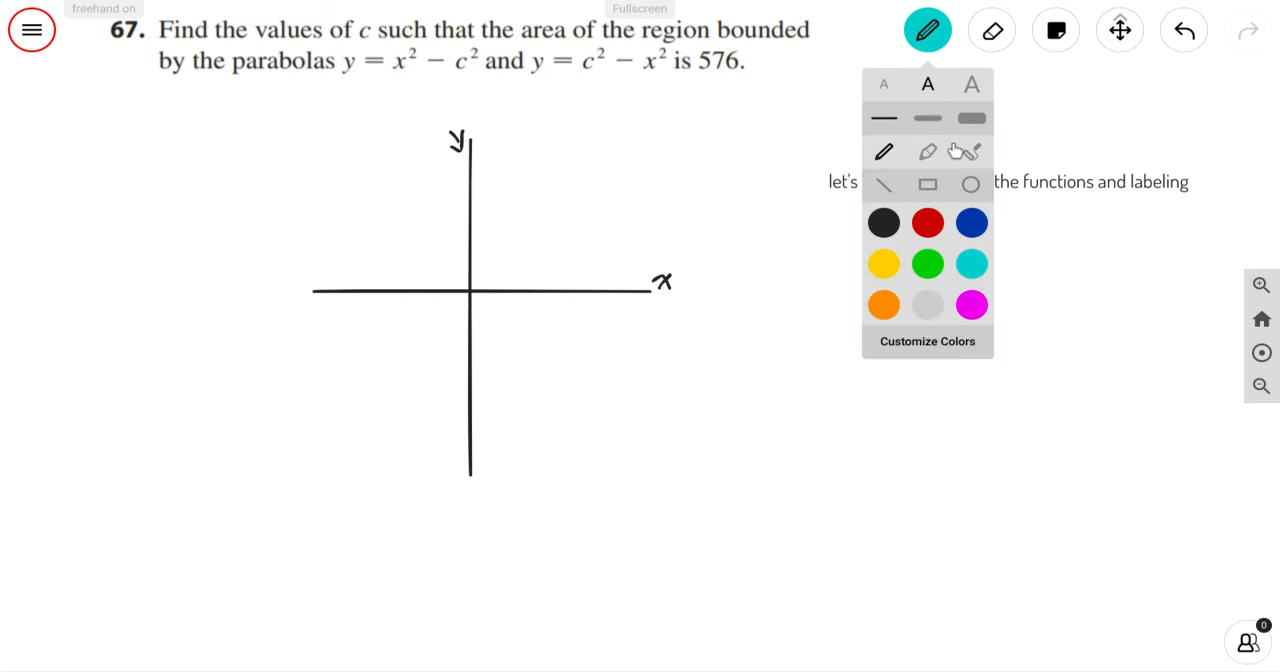 freehand on
Fullscreen
67. Find the values of c such that the area of the region bounded
by the parabolas y = x² − c² and y = c² − x² is 576.
A A A
y
let's the functions and labeling
x
Customize Colors
0